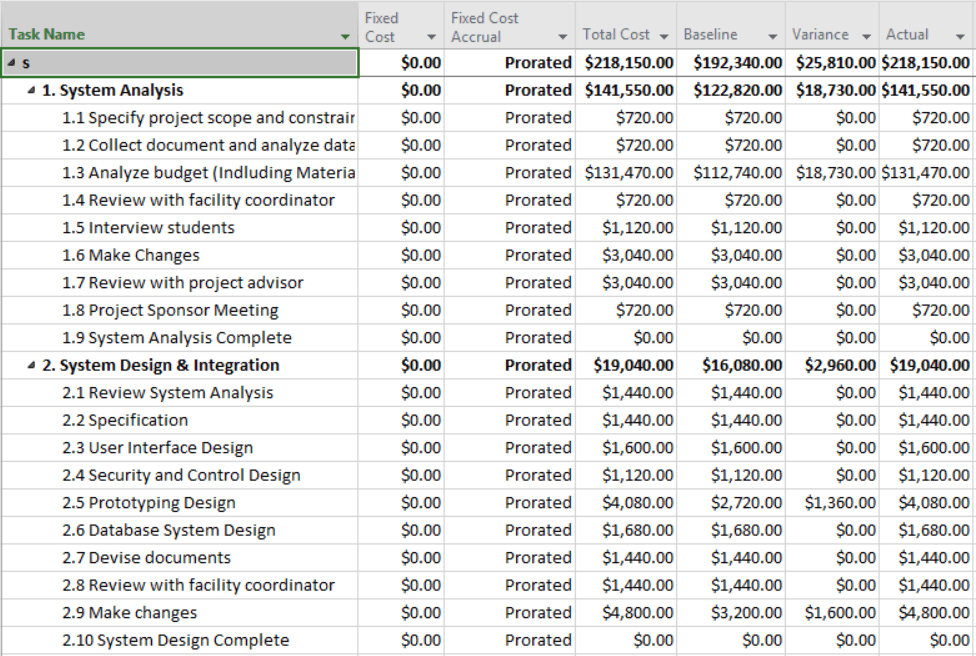 Task Name Fixed Cost Fixed Cost Accrual Total Cost Baseline Variance Actual
s $0.00 Prorated $218,150.00 $192,340.00 $25,810.00 $218,150.00
1. System Analysis $0.00 Prorated $141,550.00 $122,820.00 $18,730.00 $141,550.00
1.1 Specify project scope and constrair $0.00 Prorated $720.00 $720.00 $0.00 $720.00
1.2 Collect document and analyze data $0.00 Prorated $720.00 $720.00 $0.00 $720.00
1.3 Analyze budget (Indluding Materia $0.00 Prorated $131,470.00 $112,740.00 $18,730.00 $131,470.00
1.4 Review with facility coordinator $0.00 Prorated $720.00 $720.00 $0.00 $720.00
1.5 Interview students $0.00 Prorated $1,120.00 $1,120.00 $0.00 $1,120.00
1.6 Make Changes $0.00 Prorated $3,040.00 $3,040.00 $0.00 $3,040.00
1.7 Review with project advisor $0.00 Prorated $3,040.00 $3,040.00 $0.00 $3,040.00
1.8 Project Sponsor Meeting $0.00 Prorated $720.00 $720.00 $0.00 $720.00
1.9 System Analysis Complete $0.00 Prorated $0.00 $0.00 $0.00 $0.00
2. System Design & Integration $0.00 Prorated $19,040.00 $16,080.00 $2,960.00 $19,040.00
2.1 Review System Analysis $0.00 Prorated $1,440.00 $1,440.00 $0.00 $1,440.00
2.2 Specification $0.00 Prorated $1,440.00 $1,440.00 $0.00 $1,440.00
2.3 User Interface Design $0.00 Prorated $1,600.00 $1,600.00 $0.00 $1,600.00
2.4 Security and Control Design $0.00 Prorated $1,120.00 $1,120.00 $0.00 $1,120.00
2.5 Prototyping Design $0.00 Prorated $4,080.00 $2,720.00 $1,360.00 $4,080.00
2.6 Database System Design $0.00 Prorated $1,680.00 $1,680.00 $0.00 $1,680.00
2.7 Devise documents $0.00 Prorated $1,440.00 $1,440.00 $0.00 $1,440.00
2.8 Review with facility coordinator $0.00 Prorated $1,440.00 $1,440.00 $0.00 $1,440.00
2.9 Make changes $0.00 Prorated $4,800.00 $3,200.00 $1,600.00 $4,800.00
2.10 System Design Complete $0.00 Prorated $0.00 $0.00 $0.00 $0.00